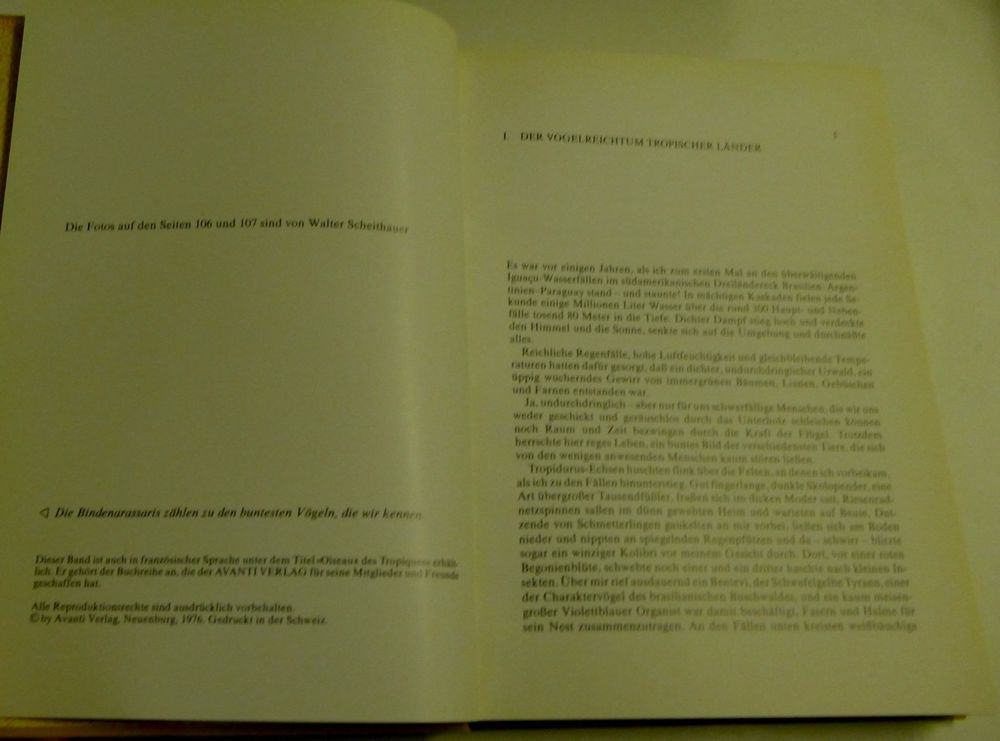 Die Fotos auf den Seiten 106 und 107 sind von Walter Scheithauer
◁ Die Bindenarassaris zählen zu den buntesten Vögeln, die wir kennen.
Dieser Band ist auch in französischer Sprache unter dem Titel »Oiseaux des Tropiques« erhält-
lich. Er gehört der Buchreihe an, die der AVANTI VERLAG für seine Mitglieder und Freunde
geschaffen hat.
Alle Reproduktionsrechte sind ausdrücklich vorbehalten.
© by Avanti Verlag, Neuenburg, 1976. Gedruckt in der Schweiz.
5
I. DER VOGELREICHTUM TROPISCHER LÄNDER
Es war vor einigen Jahren, als ich zum ersten Mal an den überwältigenden
Iguaçu-Wasserfällen im südamerikanischen Dreiländereck Brasilien–Argen-
tinien–Paraguay stand – und staunte! In mächtigen Kaskaden fielen jede Se-
kunde einige Millionen Liter Wasser über die rund 300 Haupt- und Neben-
fälle tosend 80 Meter in die Tiefe. Dichter Dampf stieg hoch und verdeckte
den Himmel und die Sonne, senkte sich auf die Umgebung und durchnäßte
alles.
Reichliche Regenfälle, hohe Luftfeuchtigkeit und gleichbleibende Tempe-
raturen hatten dafür gesorgt, daß ein dichter, undurchdringlicher Urwald, ein
üppig wucherndes Gewirr von immergrünen Bäumen, Lianen, Gebüschen
und Farnen entstanden war.
Ja, undurchdringlich – aber nur für uns schwerfällige Menschen, die wir uns
weder geschickt und geräuschlos durch das Unterholz schleichen können
noch Raum und Zeit bezwingen durch die Kraft der Flügel. Trotzdem
herrschte hier reges Leben, ein buntes Bild der verschiedensten Tiere, die sich
von den wenigen anwesenden Menschen kaum stören ließen.
Tropidurus-Echsen huschten flink über die Felsen, an denen ich vorbeikam,
als ich zu den Fällen hinunterstieg. Gut fingerlange, dunkle Skolopender, eine
Art übergroßer Tausendfüßler, fraßen sich im dicken Moder satt. Riesenrad-
netzspinnen saßen im dünn gewebten Heim und warteten auf Beute. Dut-
zende von Schmetterlingen gaukelten an mir vorbei, ließen sich am Boden
nieder und nippten an spiegelnden Regenpfützen und da – schwirr – blitzte
sogar ein winziger Kolibri vor meinem Gesicht durch. Dort, vor einer roten
Begonienblüte, schwebte noch einer und ein dritter haschte nach kleinen In-
sekten. Über mir rief ausdauernd ein Bentevi, der Schwefelgelbe Tyrann, einer
der Charaktervögel des brasilianischen Buschwaldes, und ein kaum meisen-
großer Violettblauer Organist war damit beschäftigt, Fasern und Halme für
sein Nest zusammenzutragen. An den Fällen unten kreisten weißbäuchige